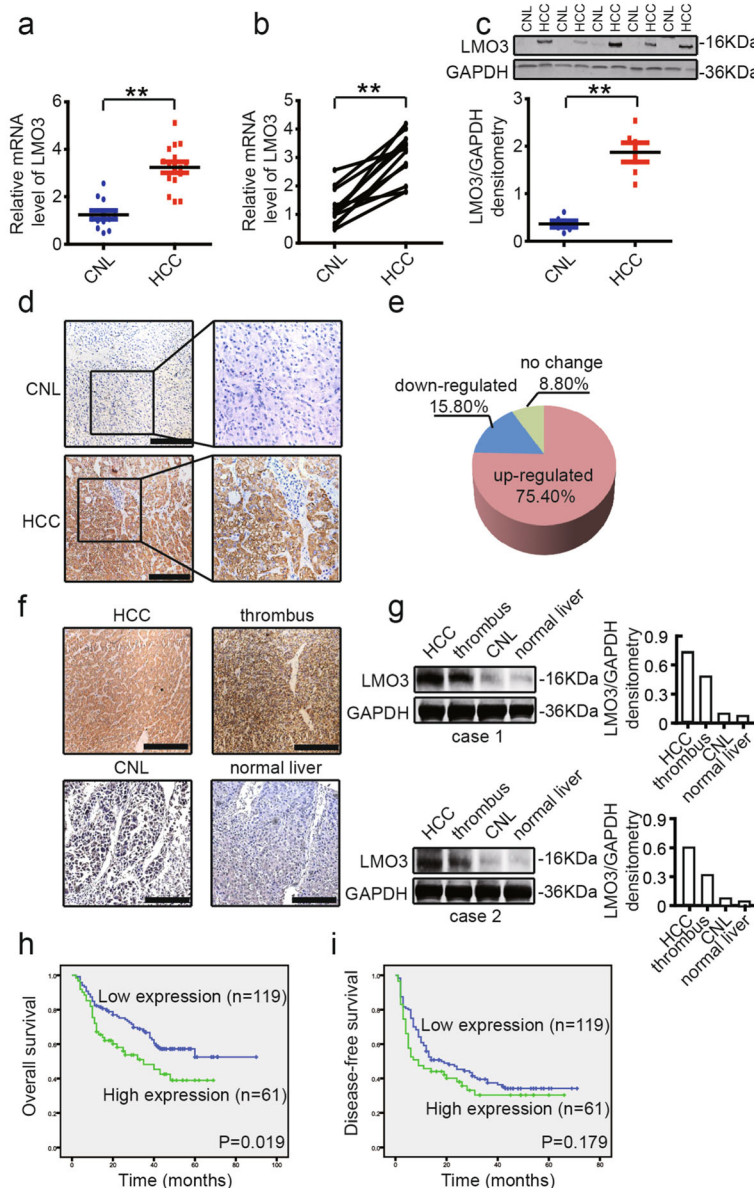 a
Relative mRNA
level of LMO3
6
4
2
0
**
CNL
HCC
b
Relative mRNA
level of LMO3
5
4
3
2
1
0
**
CNL
HCC
c
CNL HCC CNL HCC CNL HCC CNL HCC CNL HCC
LMO3 -16KDa
GAPDH -36KDa
LMO3/GAPDH
densitometry
3
2
1
0
**
CNL
HCC
d
CNL
HCC
e
no change
8.80%
down-regulated
15.80%
up-regulated
75.40%
f
HCC thrombus
CNL normal liver
g
HCC thrombus CNL normal liver
LMO3 -16KDa
GAPDH -36KDa
case 1
LMO3/GAPDH
densitometry
0.9
0.6
0.3
0
HCC thrombus CNL normal liver
HCC thrombus CNL normal liver
LMO3 -16KDa
GAPDH -36KDa
case 2
LMO3/GAPDH
densitometry
0.9
0.6
0.3
0
HCC thrombus CNL normal liver
h
Overall survival
1.0
0.8
0.6
0.4
0.2
0.0
Low expression (n=119)
High expression (n=61)
P=0.019
0 20 40 60 80 100
Time (months)
i
Disease-free survival
1.0
0.8
0.6
0.4
0.2
0.0
Low expression (n=119)
High expression (n=61)
P=0.179
0 20 40 60 80
Time (months)